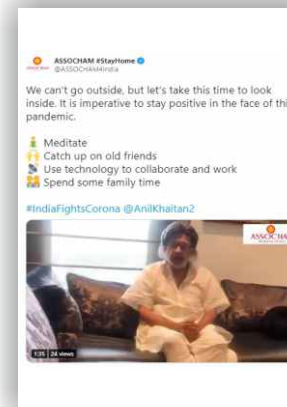 ASSOCHAM #StayHome
@ASSOCHAM4India
We can't go outside, but let's take this time to look
inside. It is imperative to stay positive in the face of thi
pandemic.
Meditate
Catch up on old friends
Use technology to collaborate and work
Spend some family time
#IndiaFightsCorona @AnilKhaitan2
ASSOCHA
1:35 24 views